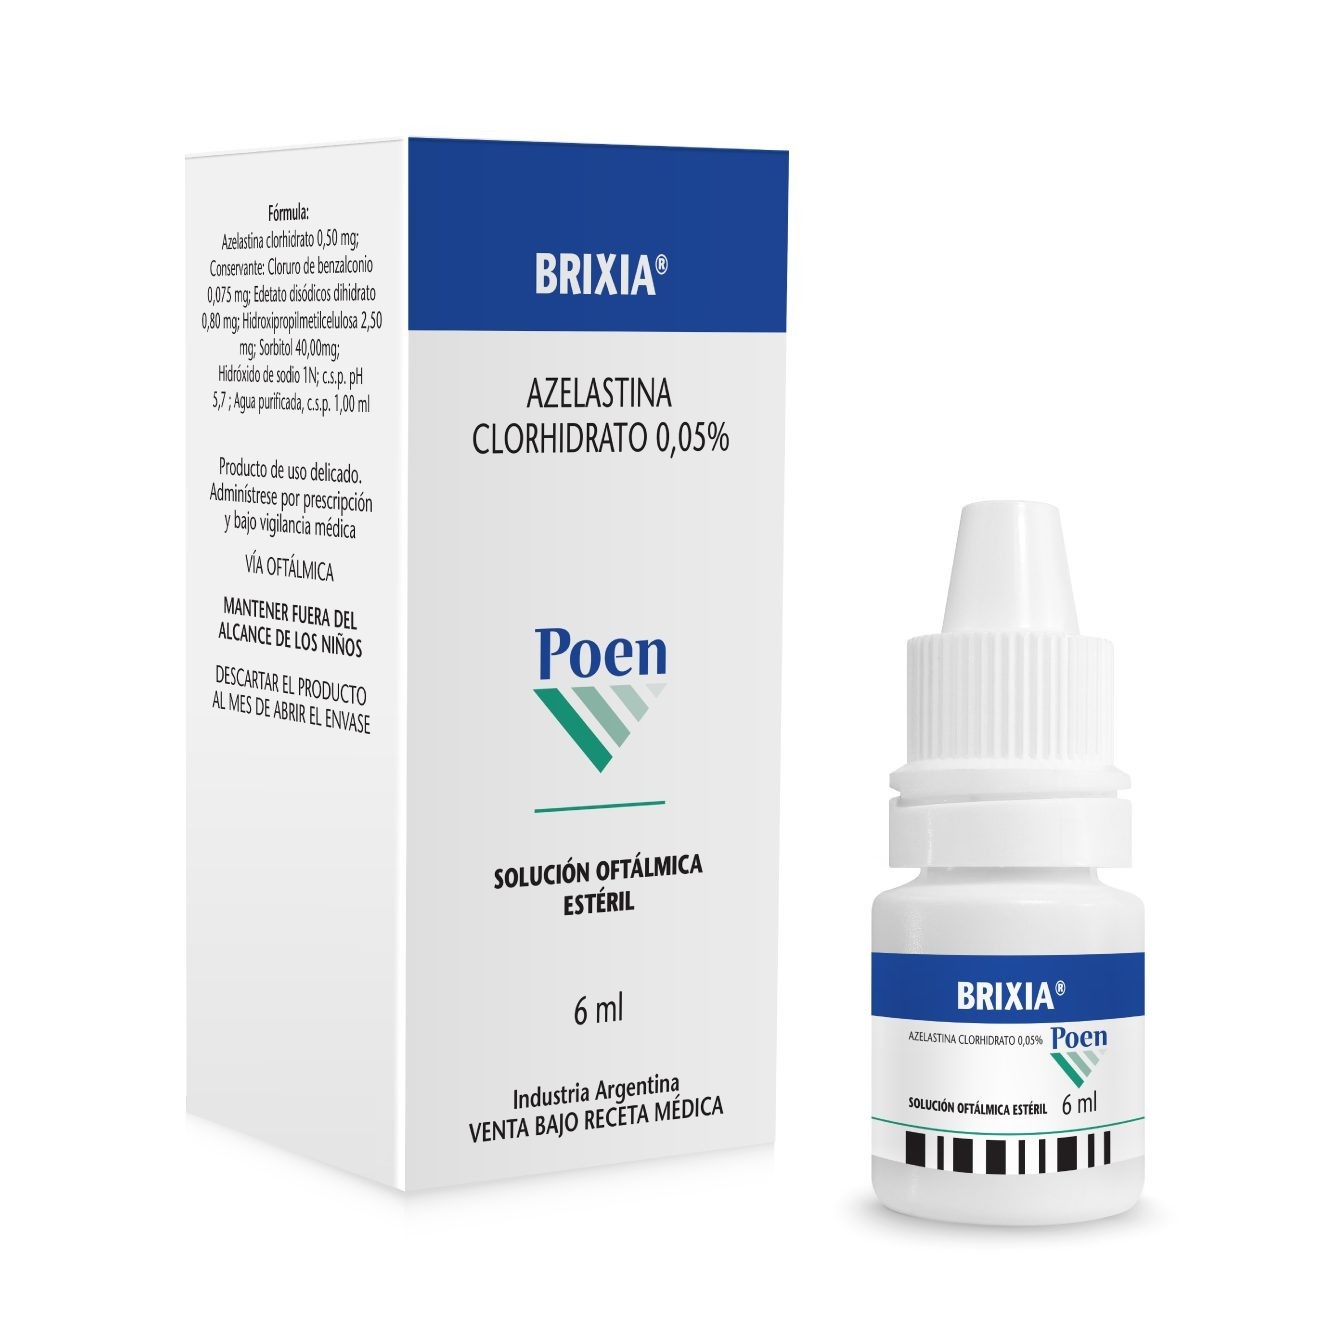 Fórmula:
Azelastina clorhidrato 0,50 mg;
Conservante: Cloruro de benzalconio
0,075 mg; Edetato disódicos dihidrato
0,80 mg; Hidroxipropilmetilcelulosa 2,50
mg; Sorbitol 40,00mg;
Hidróxido de sodio 1N; c.s.p. pH
5,7 ; Agua purificada, c.s.p. 1,00 ml
Producto de uso delicado.
Adminístrese por prescripción
y bajo vigilancia médica
VÍA OFTÁLMICA
MANTENER FUERA DEL
ALCANCE DE LOS NIÑOS
DESCARTAR EL PRODUCTO
AL MES DE ABRIR EL ENVASE
BRIXIA®
AZELASTINA
CLORHIDRATO 0,05%
Poen
SOLUCIÓN OFTÁLMICA
ESTÉRIL
6 ml
Industria Argentina
VENTA BAJO RECETA MÉDICA
BRIXIA®
AZELASTINA CLORHIDRATO 0,05% Poen
SOLUCIÓN OFTÁLMICA ESTÉRIL 6 ml